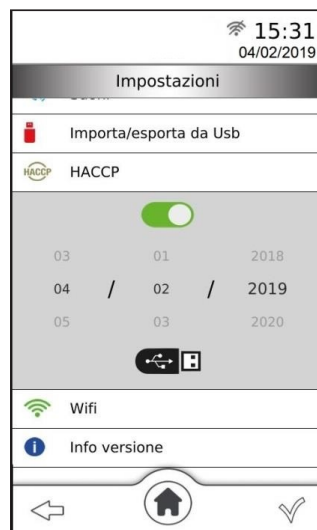 15:31
04/02/2019
Impostazioni
Importa/esporta da Usb
HACCP HACCP
03 01 2018
04 / 02 / 2019
05 03 2020
Wifi
i Info versione